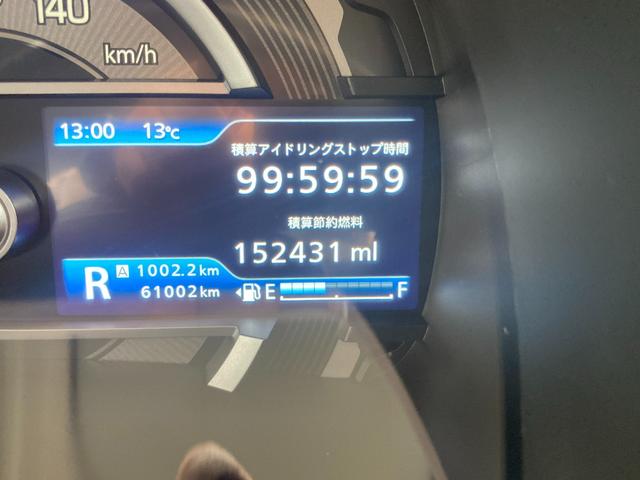 140
km/h
13:00 13℃
積算アイドリングストップ時間
99:59:59
積算節約燃料
152431 ml
R A 1002.2km
61002km E F